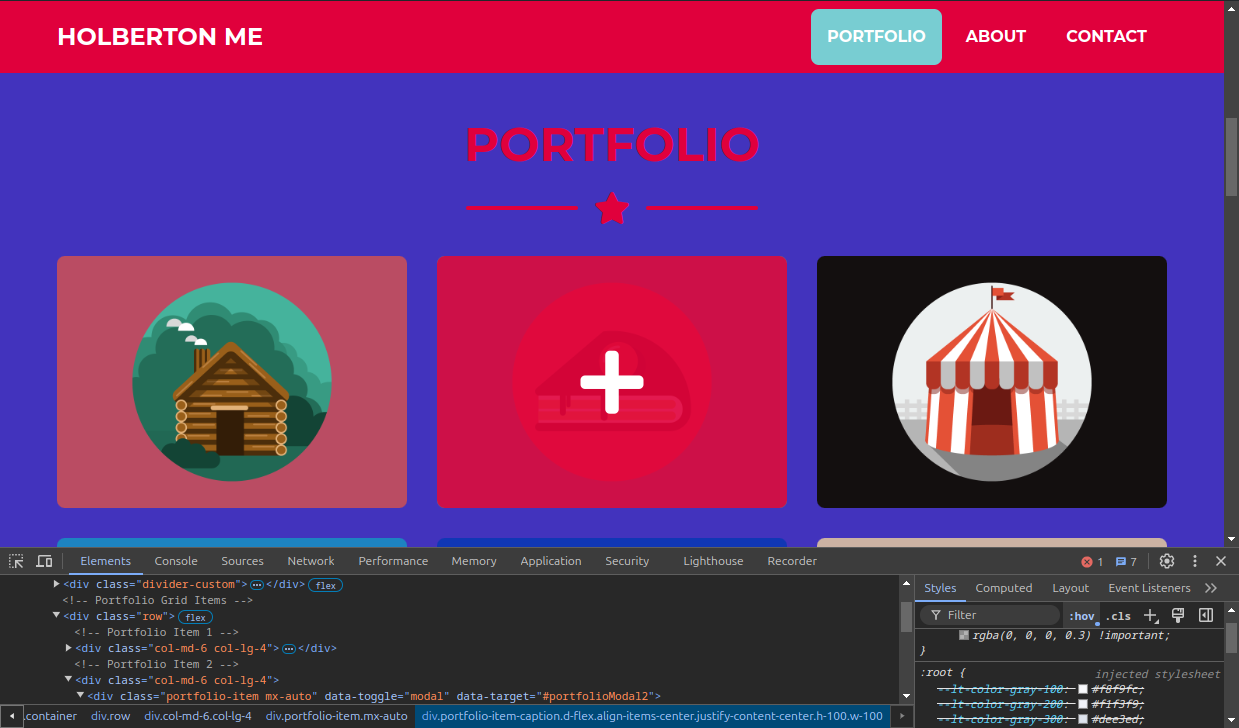 HOLBERTON ME
PORTFOLIO
ABOUT
CONTACT
PORTFOLIO
Elements
Console
Sources
Network
Performance
Memory
Application
Security
Lighthouse
Recorder
1
7
<div class="divider-custom">⋯</div> flex
<!-- Portfolio Grid Items -->
<div class="row"> flex
<!-- Portfolio Item 1 -->
<div class="col-md-6 col-lg-4">⋯</div>
<!-- Portfolio Item 2 -->
<div class="col-md-6 col-lg-4">
<div class="portfolio-item mx-auto" data-toggle="modal" data-target="#portfolioModal2">
.container div.row div.col-md-6.col-lg-4 div.portfolio-item.mx-auto div.portfolio-item-caption.d-flex.align-items-center.justify-content-center.h-100.w-100
Styles
Computed
Layout
Event Listeners
Filter
:hov
.cls
rgba(0, 0, 0, 0.3) !important;
}
:root { injected stylesheet
--lt-color-gray-100: #f8f9fc;
--lt-color-gray-200: #f1f3f9;
--lt-color-gray-300: #dee3ed;